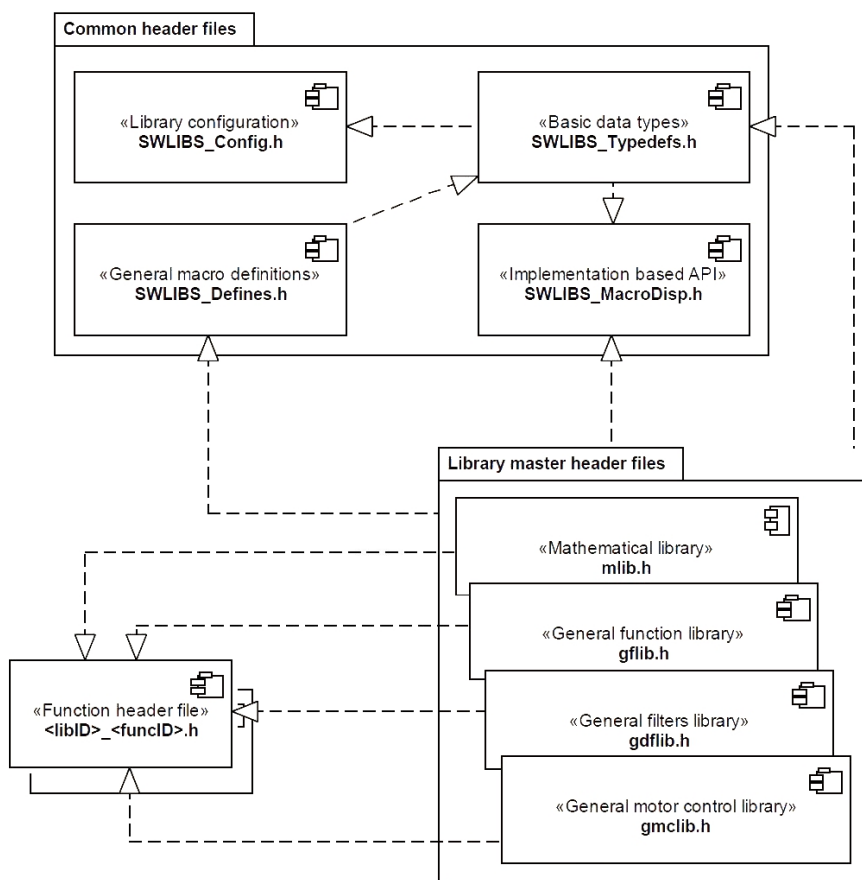 Common header files
«Library configuration»
SWLIBS_Config.h
«Basic data types»
SWLIBS_Typedefs.h
«General macro definitions»
SWLIBS_Defines.h
«Implementation based API»
SWLIBS_MacroDisp.h
Library master header files
«Mathematical library»
mlib.h
«General function library»
gflib.h
«Function header file»
<libID>_<funcID>.h
«General filters library»
gdflib.h
«General motor control library»
gmclib.h